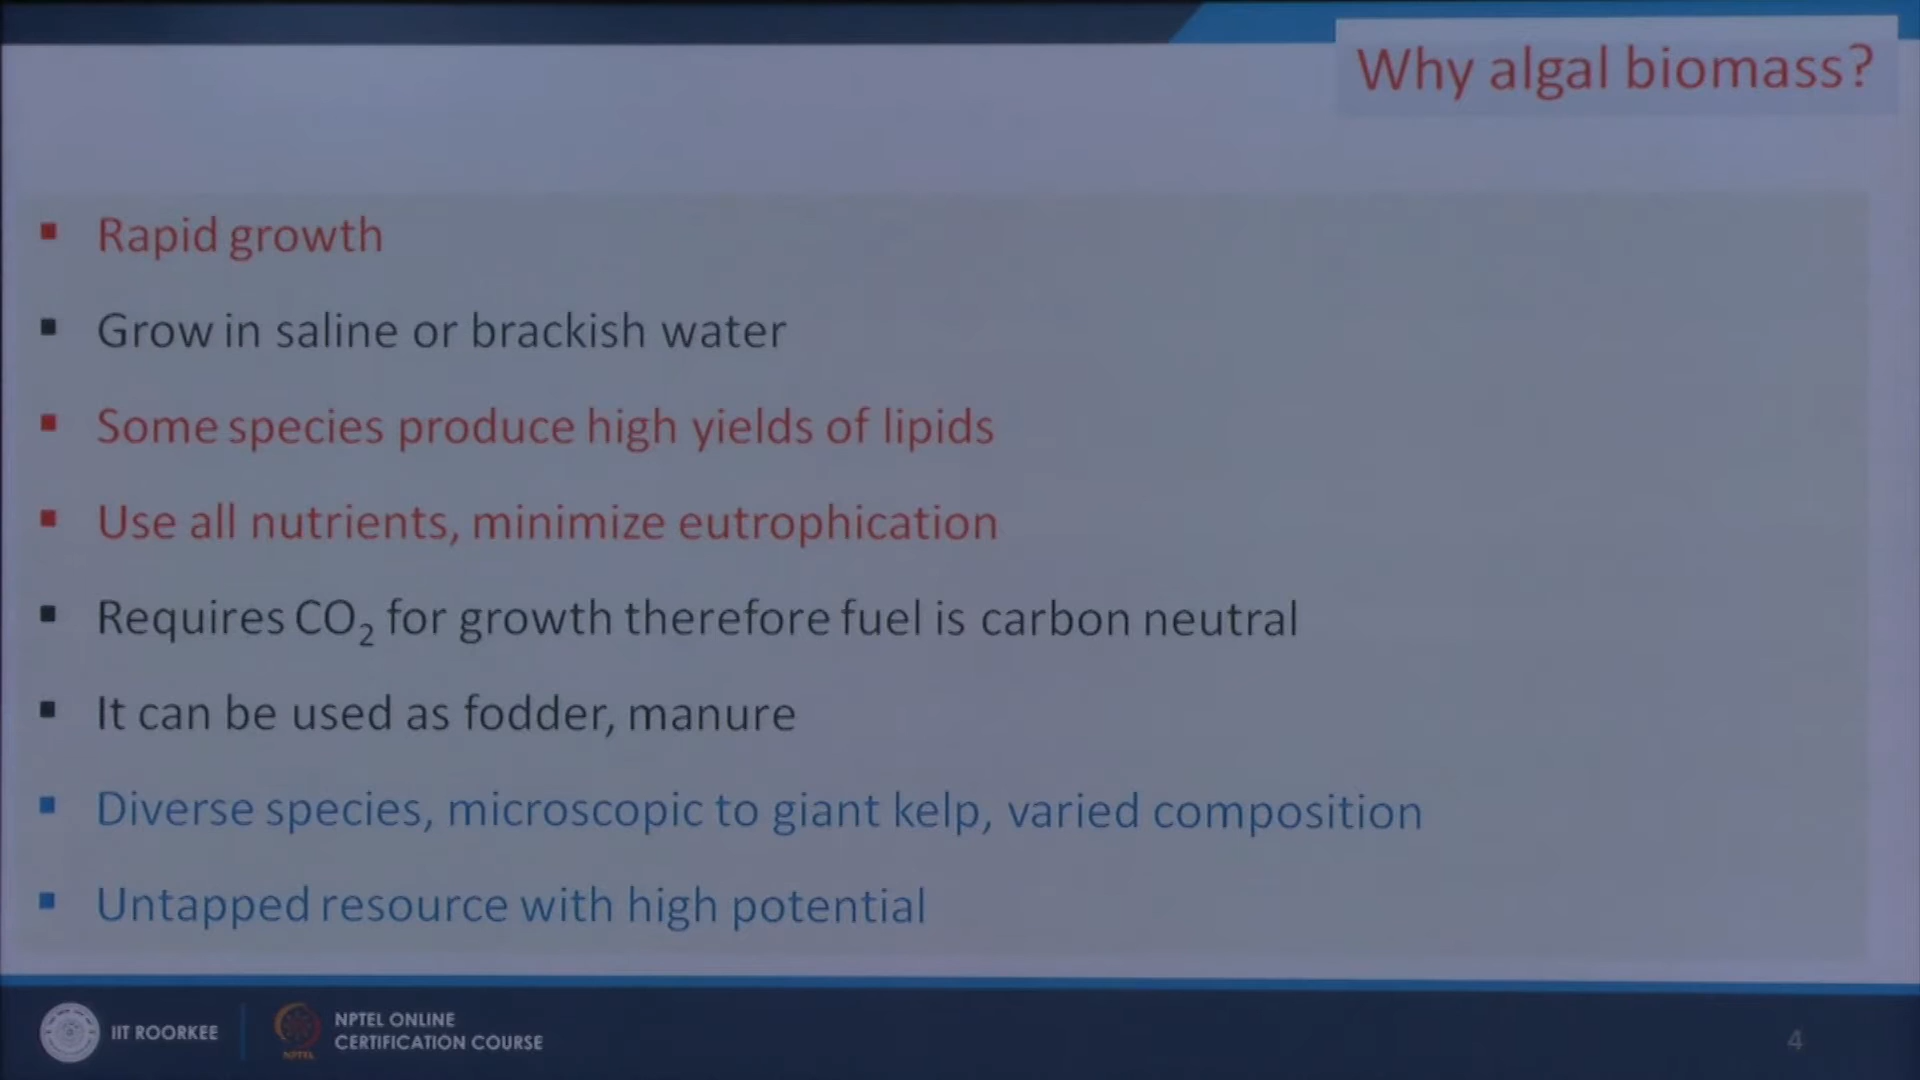 Why algal biomass?
▪ Rapid growth
▪ Grow in saline or brackish water
▪ Some species produce high yields of lipids
▪ Use all nutrients, minimize eutrophication
▪ Requires CO₂ for growth therefore fuel is carbon neutral
▪ It can be used as fodder, manure
▪ Diverse species, microscopic to giant kelp, varied composition
▪ Untapped resource with high potential
IIT ROORKEE
NPTEL
NPTEL ONLINE
CERTIFICATION COURSE
4